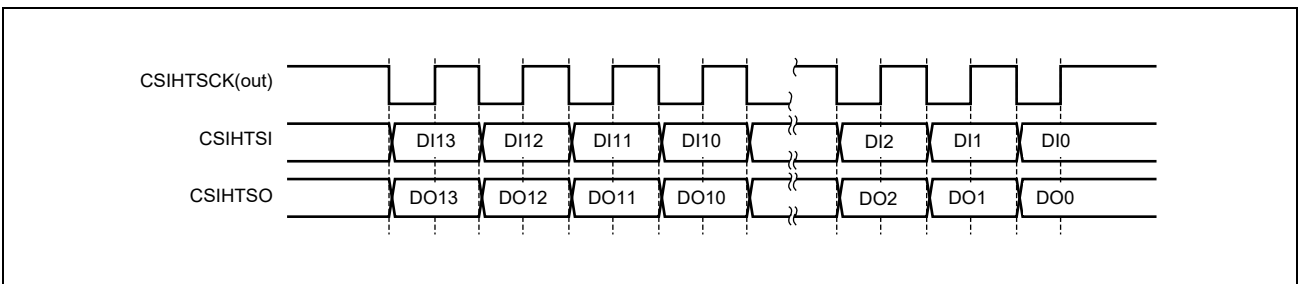 CSIHTSCK(out)
CSIHTSI DI13 DI12 DI11 DI10 DI2 DI1 DI0
CSIHTSO DO13 DO12 DO11 DO10 DO2 DO1 DO0